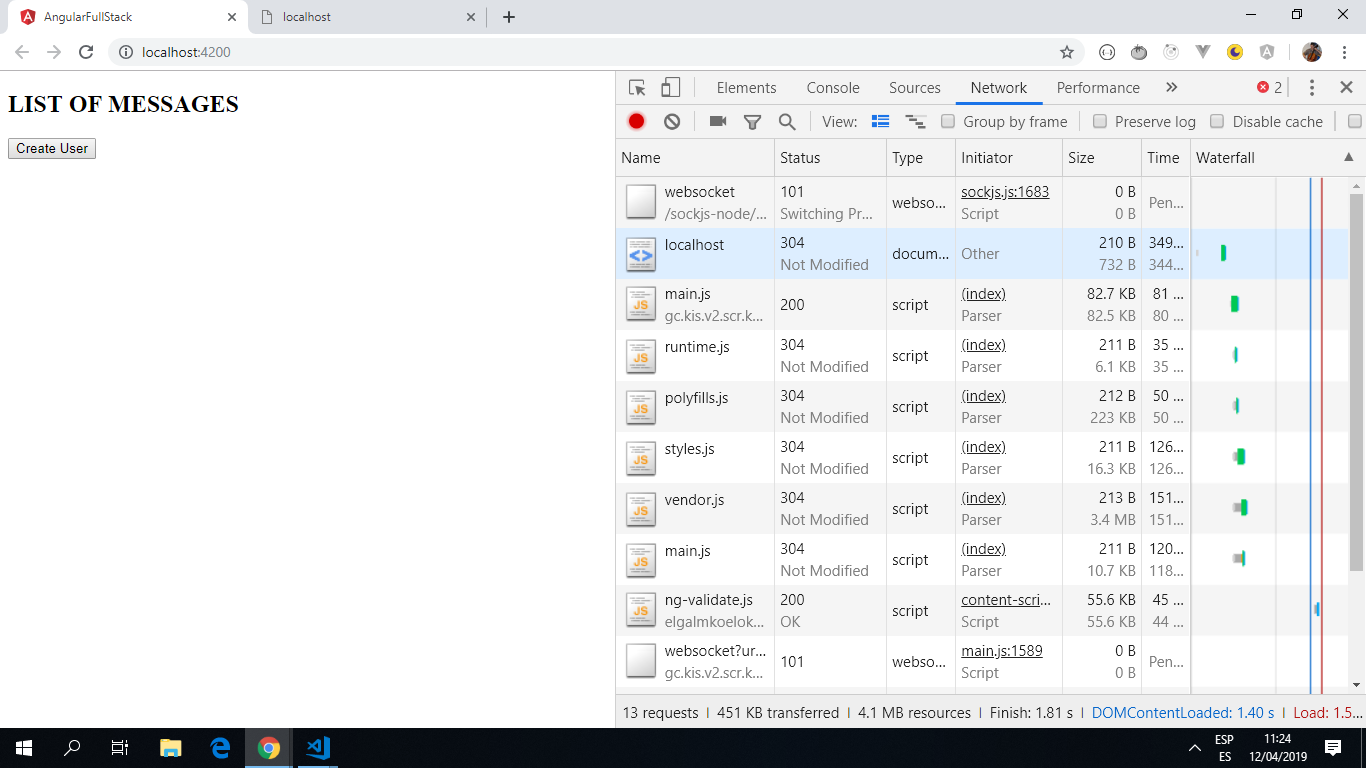 AngularFullStack
localhost
localhost:4200
LIST OF MESSAGES
Create User
Elements Console Sources Network Performance 2
View: Group by frame Preserve log Disable cache
Name Status Type Initiator Size Time Waterfall
websocket 101 webso... sockjs.js:1683 0 B Pen...
/sockjs-node/... Switching Pr... Script 0 B
localhost 304 docum... Other 210 B 349...
Not Modified 732 B 344...
main.js 200 script (index) 82.7 KB 81 ...
gc.kis.v2.scr.k... Parser 82.5 KB 80 ...
runtime.js 304 script (index) 211 B 35 ...
Not Modified Parser 6.1 KB 35 ...
polyfills.js 304 script (index) 212 B 50 ...
Not Modified Parser 223 KB 50 ...
styles.js 304 script (index) 211 B 126...
Not Modified Parser 16.3 KB 126...
vendor.js 304 script (index) 213 B 151...
Not Modified Parser 3.4 MB 151...
main.js 304 script (index) 211 B 120...
Not Modified Parser 10.7 KB 118...
ng-validate.js 200 script content-scri... 55.6 KB 45 ...
elgalmkoelok... OK Script 55.6 KB 44 ...
websocket?ur... 101 webso... main.js:1589 0 B Pen...
gc.kis.v2.scr.k... Script 0 B
13 requests | 451 KB transferred | 4.1 MB resources | Finish: 1.81 s | DOMContentLoaded: 1.40 s | Load: 1.5...
ESP
ES
11:24
12/04/2019